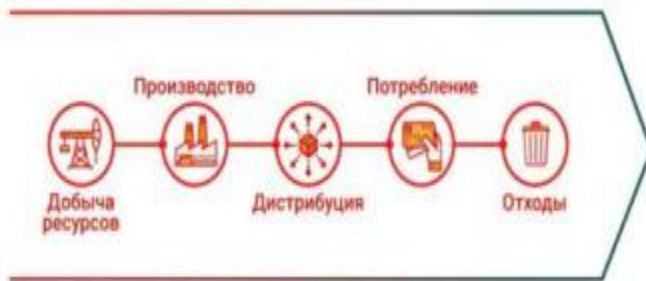 Производство
Потребление
Добыча
ресурсов
Дистрибуция
Отходы